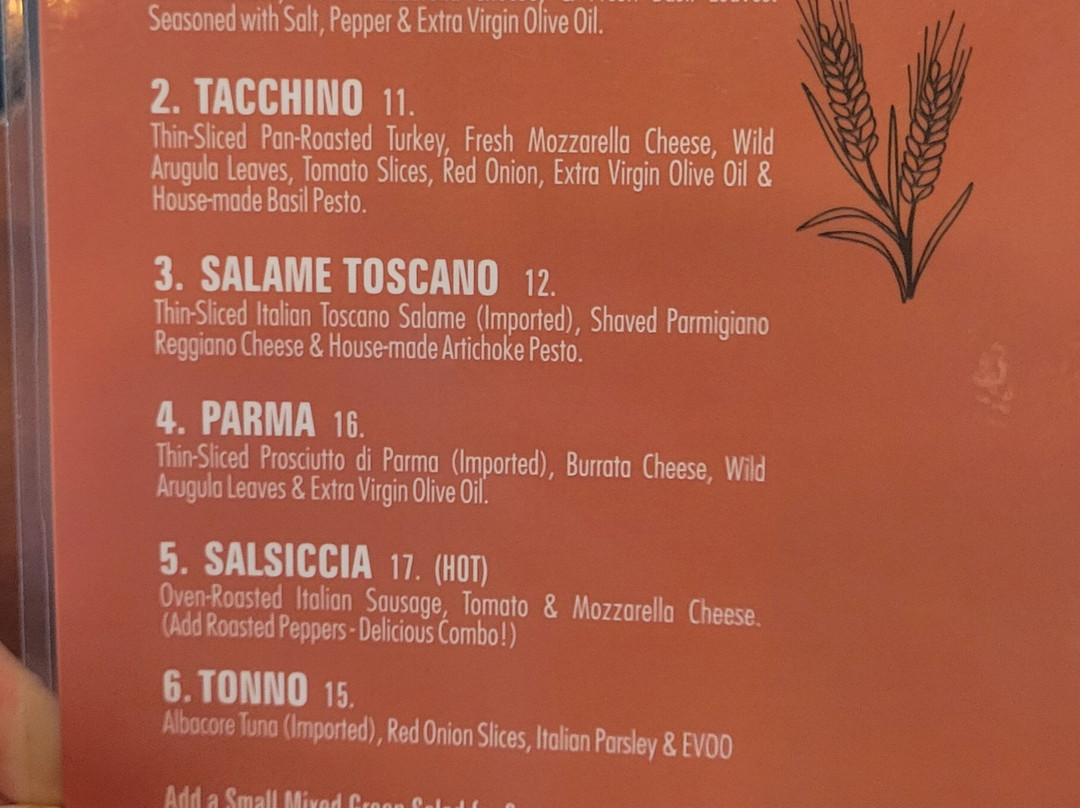 Seasoned with Salt, Pepper & Extra Virgin Olive Oil.
2. TACCHINO 11.
Thin-Sliced Pan-Roasted Turkey, Fresh Mozzarella Cheese, Wild
Arugula Leaves, Tomato Slices, Red Onion, Extra Virgin Olive Oil &
House-made Basil Pesto.
3. SALAME TOSCANO 12.
Thin-Sliced Italian Toscano Salame (Imported), Shaved Parmigiano
Reggiano Cheese & House-made Artichoke Pesto.
4. PARMA 16.
Thin-Sliced Prosciutto di Parma (Imported), Burrata Cheese, Wild
Arugula Leaves & Extra Virgin Olive Oil.
5. SALSICCIA 17. (HOT)
Oven-Roasted Italian Sausage, Tomato & Mozzarella Cheese.
(Add Roasted Peppers - Delicious Combo!)
6. TONNO 15.
Albacore Tuna (Imported), Red Onion Slices, Italian Parsley & EVOO
Add a Small Mixed Green Salad